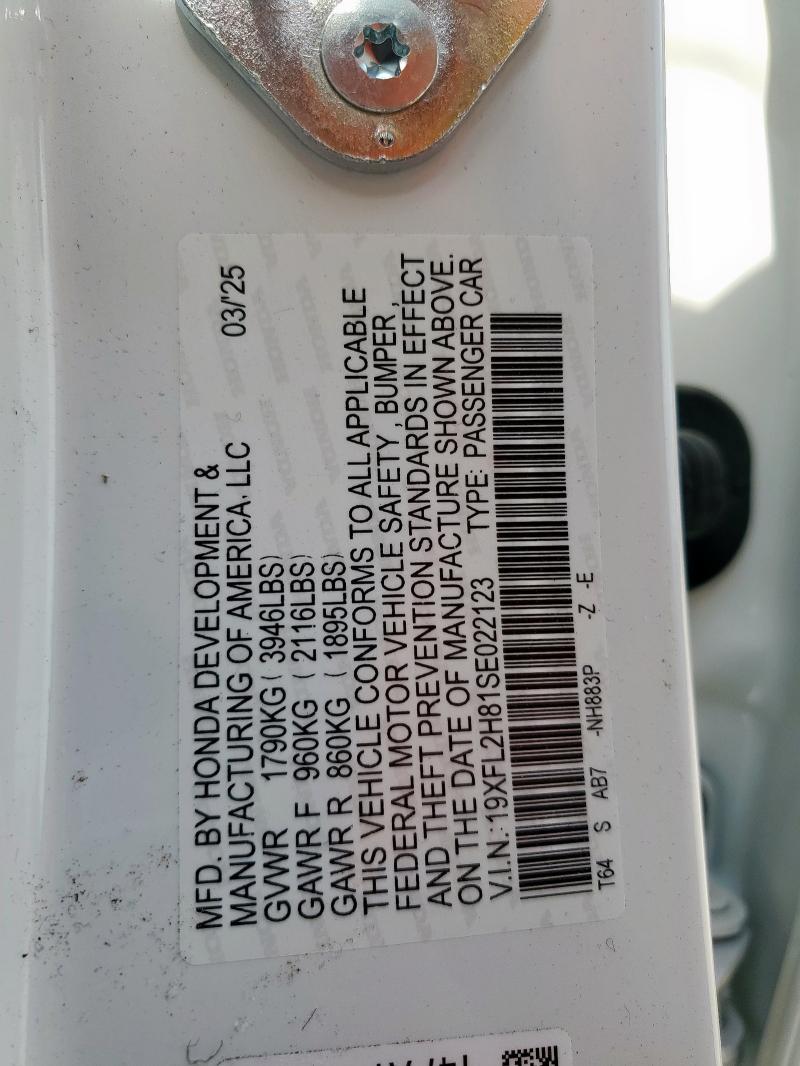 MFD. BY HONDA DEVELOPMENT &
MANUFACTURING OF AMERICA, LLC 03/'25
GVWR 1790KG ( 3946LBS)
GAWR F 960KG ( 2116LBS)
GAWR R 860KG ( 1895LBS)
THIS VEHICLE CONFORMS TO ALL APPLICABLE
FEDERAL MOTOR VEHICLE SAFETY , BUMPER ,
AND THEFT PREVENTION STANDARDS IN EFFECT
ON THE DATE OF MANUFACTURE SHOWN ABOVE.
V.I.N.: 19XFL2H81SE022123 TYPE: PASSENGER CAR
T64 S AB7 -NH883P -Z -E